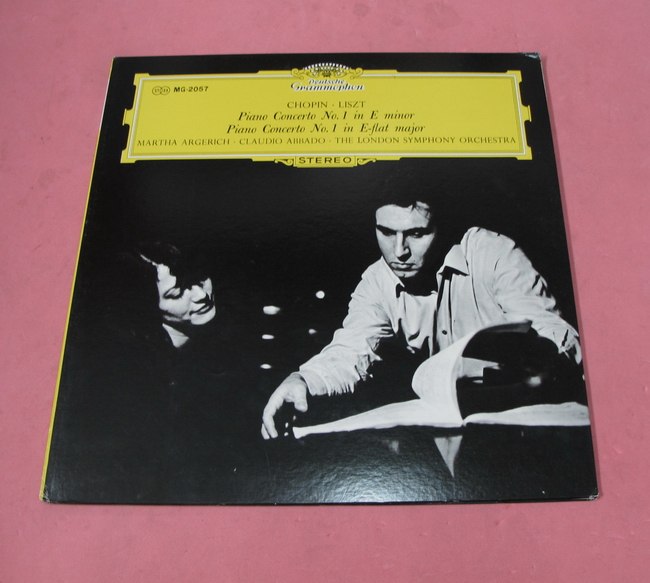 Deutsche
Grammophon
MG-2057
CHOPIN · LISZT
Piano Concerto No. 1 in E minor
Piano Concerto No. 1 in E-flat major
MARTHA ARGERICH · CLAUDIO ABBADO · THE LONDON SYMPHONY ORCHESTRA
STEREO